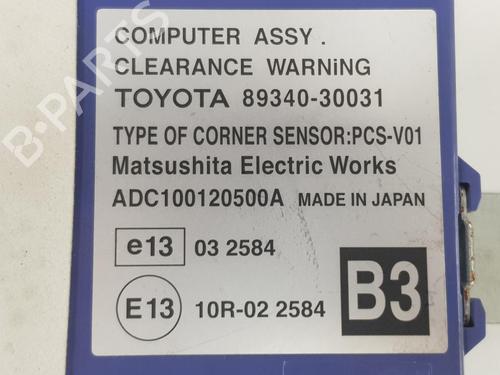 COMPUTER ASSY .
CLEARANCE WARNiNG
TOYOTA 89340-30031
TYPE OF CORNER SENSOR:PCS-V01
Matsushita Electric Works
ADC100120500A MADE IN JAPAN
e13 03 2584
E13 10R-02 2584
B3
B-PARTS